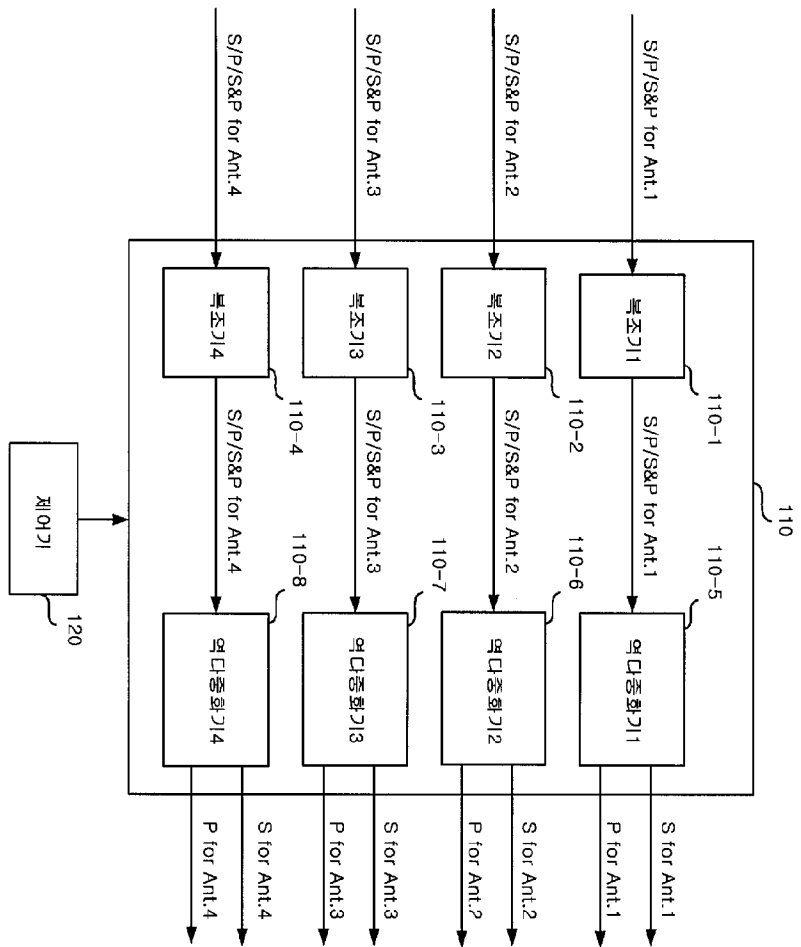 110
S/P/S&P for Ant.1
복조기1
110-1
S/P/S&P for Ant.1
110-5
역다중화기1
S for Ant.1
P for Ant.1
S/P/S&P for Ant.2
복조기2
110-2
S/P/S&P for Ant.2
110-6
역다중화기2
S for Ant.2
P for Ant.2
S/P/S&P for Ant.3
복조기3
110-3
S/P/S&P for Ant.3
110-7
역다중화기3
S for Ant.3
P for Ant.3
S/P/S&P for Ant.4
복조기4
110-4
S/P/S&P for Ant.4
110-8
역다중화기4
S for Ant.4
P for Ant.4
제어기
120